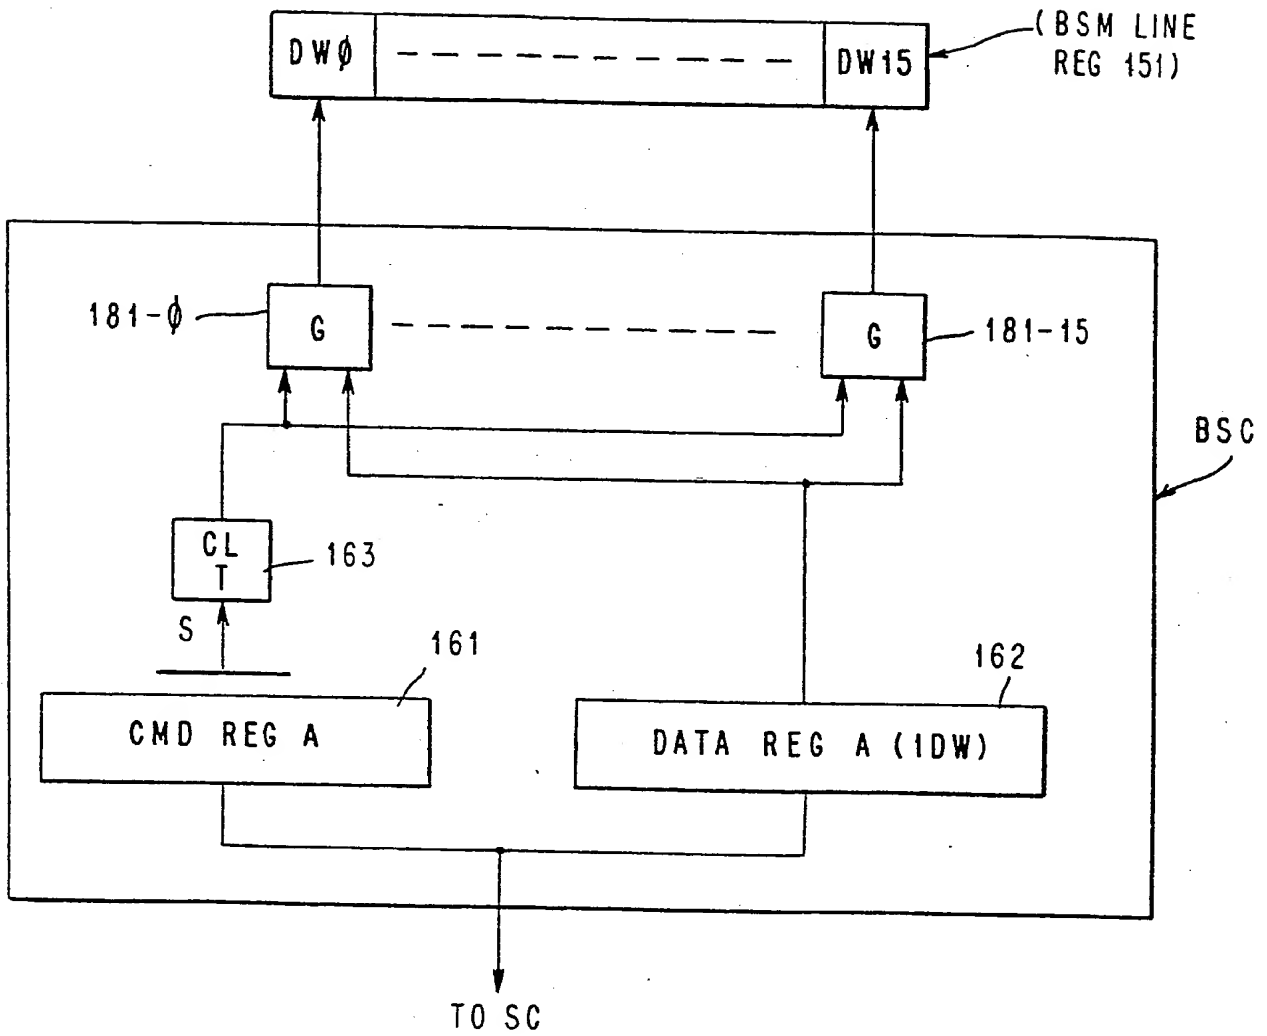 DWφ
DW15
(BSM LINE
REG 151)
181-φ
G
G
181-15
BSC
CL
T
163
S
161
162
CMD REG A
DATA REG A (1DW)
TO SC